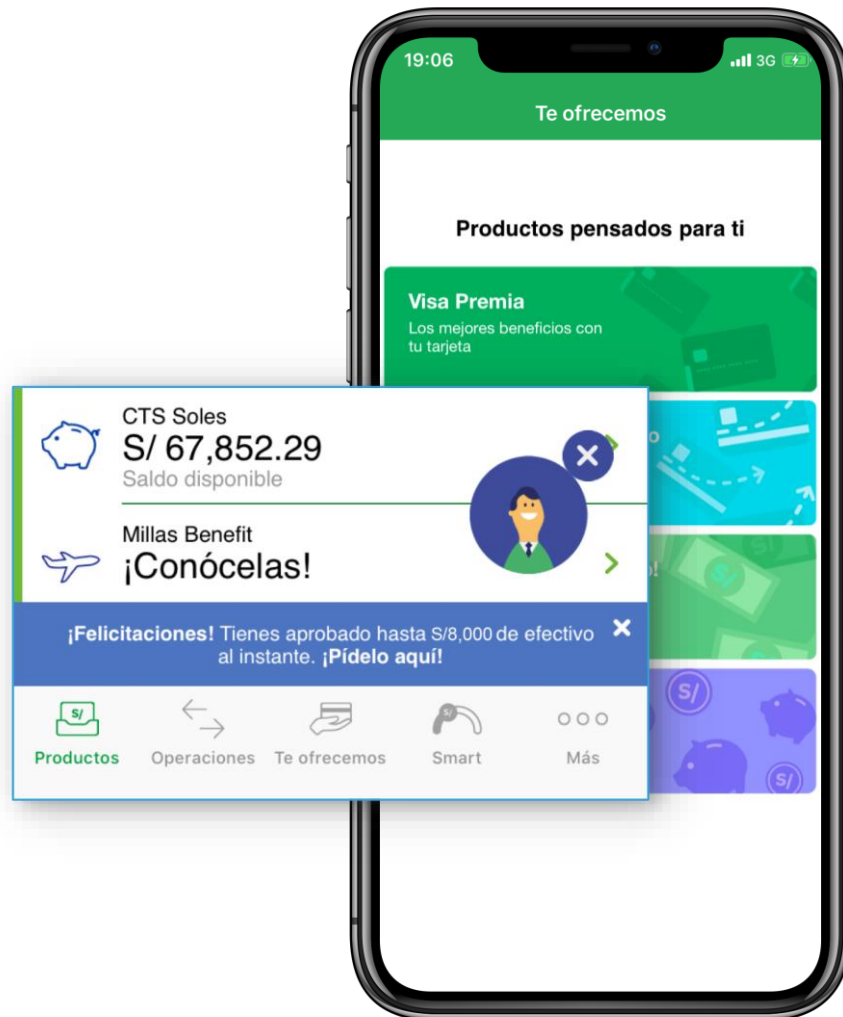 19:06
3G
Te ofrecemos
Productos pensados para ti
Visa Premia
Los mejores beneficios con
tu tarjeta
CTS Soles
S/ 67,852.29
Saldo disponible
Millas Benefit
¡Conócelas!
¡Felicitaciones! Tienes aprobado hasta S/8,000 de efectivo
al instante. ¡Pídelo aquí!
S/
Productos
Operaciones
Te ofrecemos
Smart
Más
S/
S/
S/